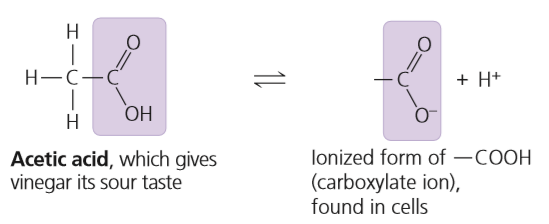 H
O
H—C—C
OH
H
O
—C
O⁻
+ H⁺
Acetic acid, which gives
vinegar its sour taste
Ionized form of —COOH
(carboxylate ion),
found in cells